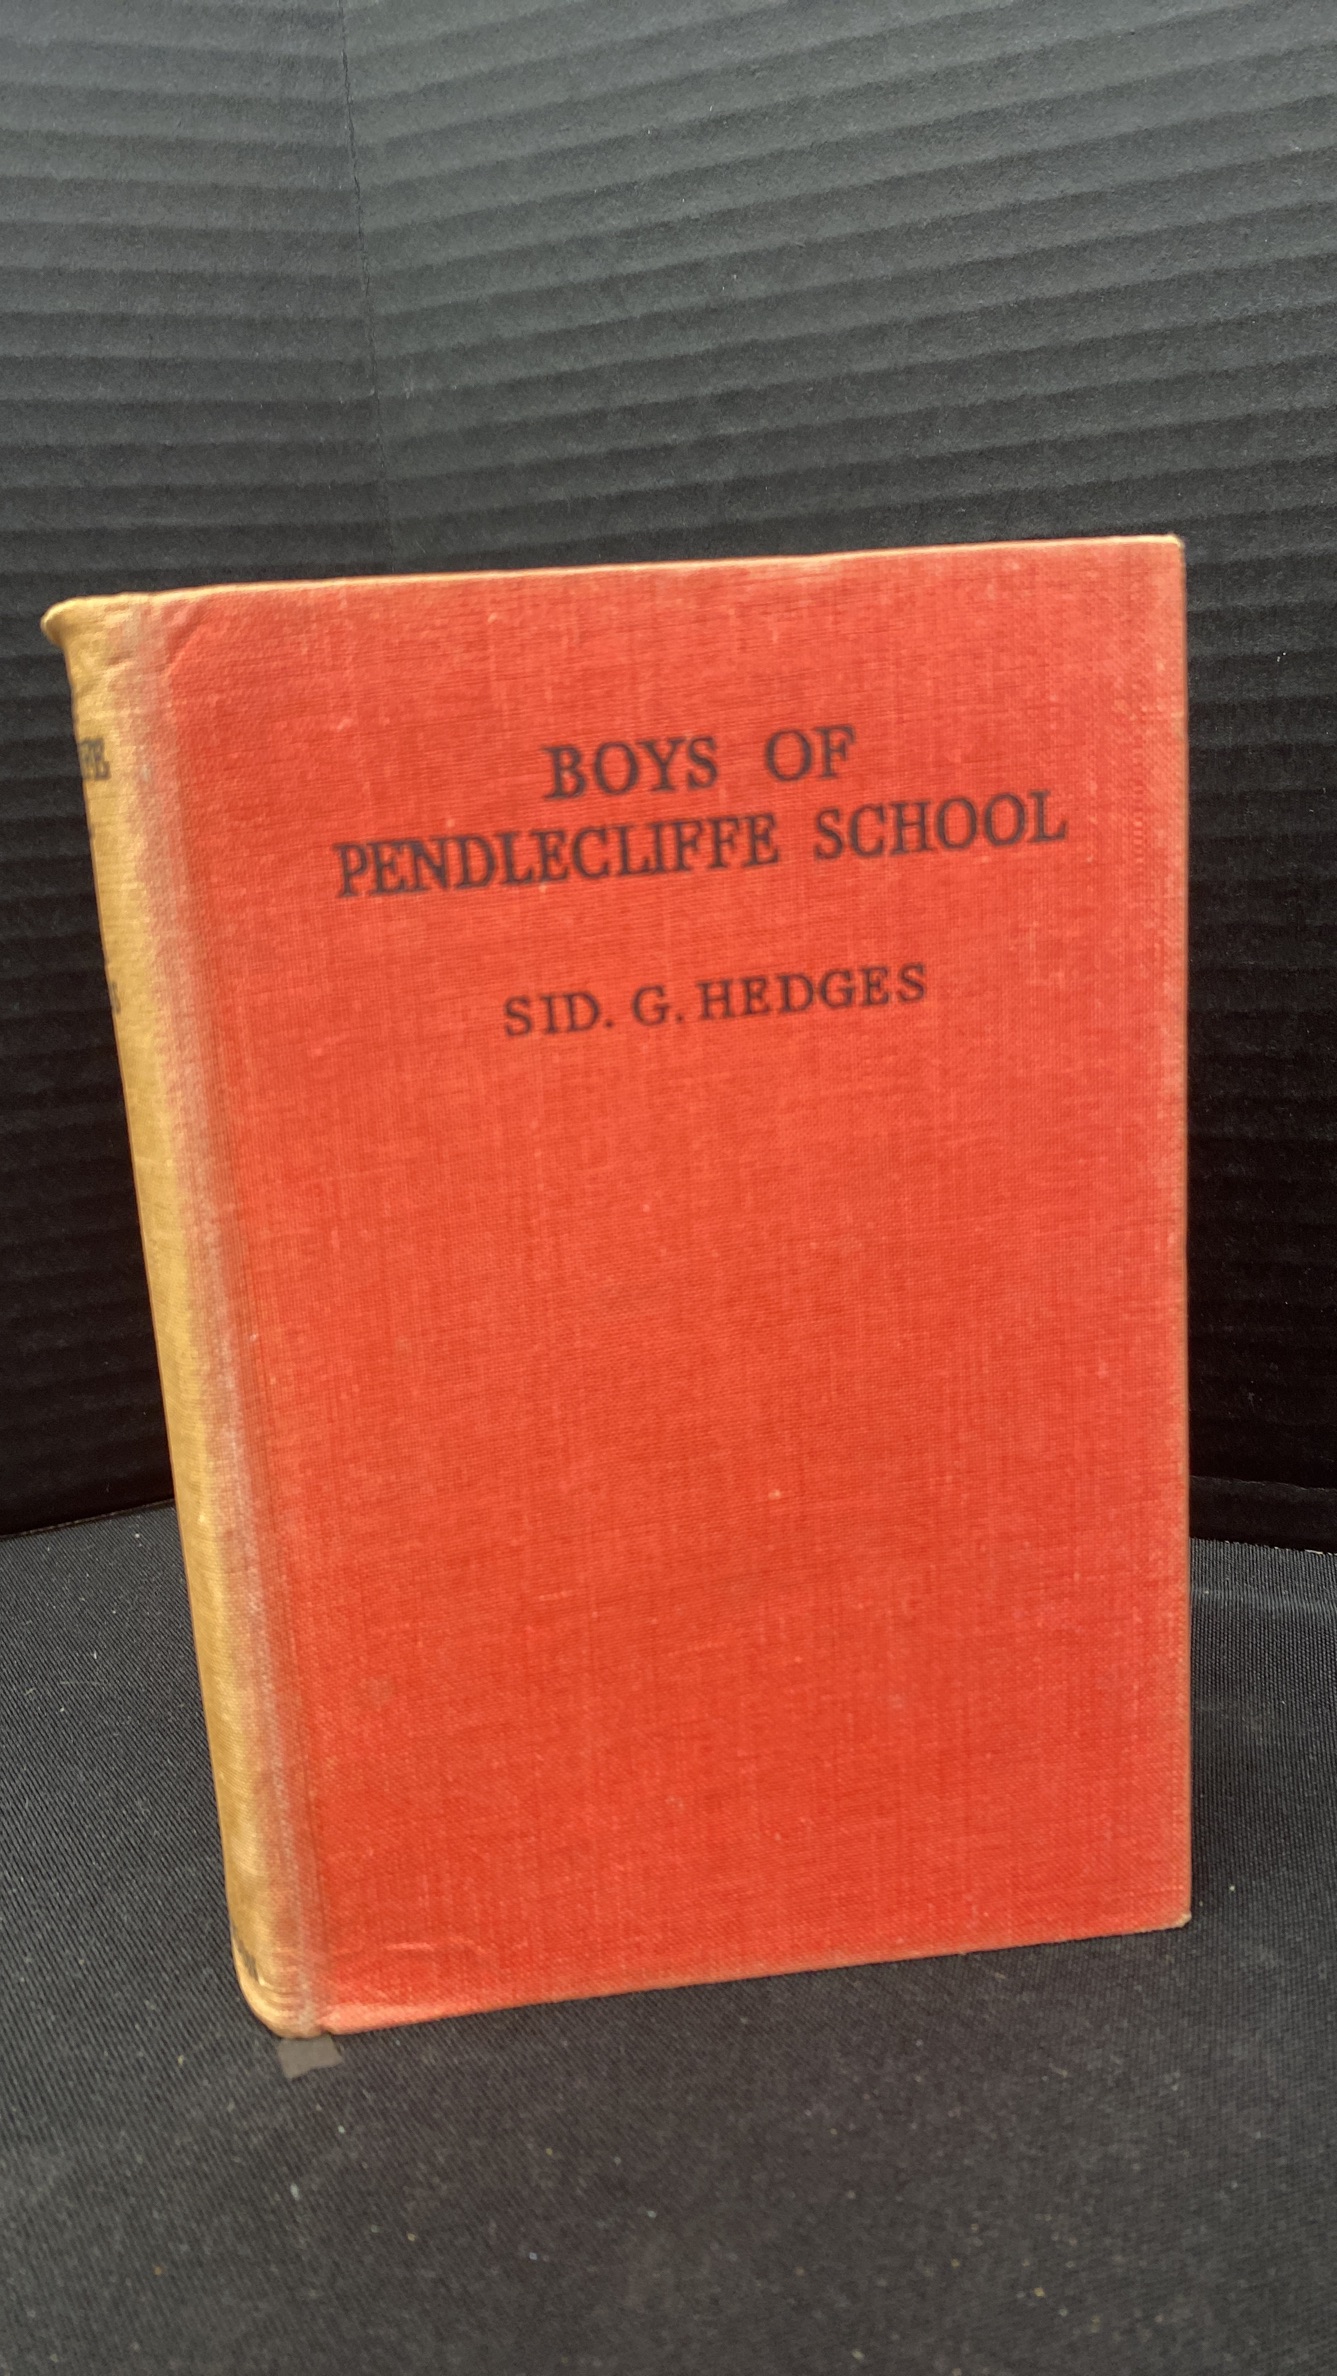 BOYS OF
PENDLECLIFFE SCHOOL
SID. G. HEDGES